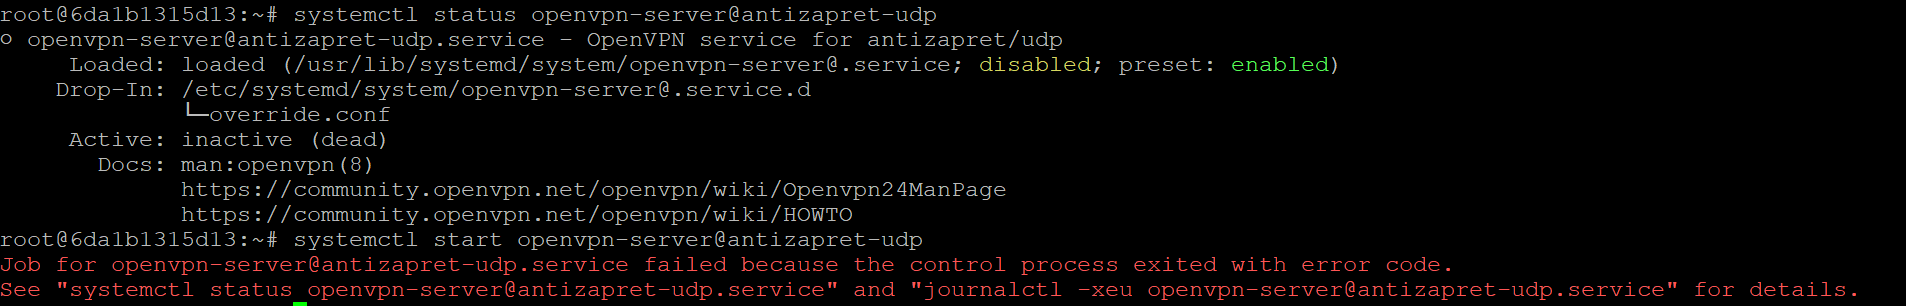 root@6da1b1315d13:~# systemctl status openvpn-server@antizapret-udp
○ openvpn-server@antizapret-udp.service - OpenVPN service for antizapret/udp
     Loaded: loaded (/usr/lib/systemd/system/openvpn-server@.service; disabled; preset: enabled)
    Drop-In: /etc/systemd/system/openvpn-server@.service.d
             └─override.conf
     Active: inactive (dead)
       Docs: man:openvpn(8)
             https://community.openvpn.net/openvpn/wiki/Openvpn24ManPage
             https://community.openvpn.net/openvpn/wiki/HOWTO
root@6da1b1315d13:~# systemctl start openvpn-server@antizapret-udp
Job for openvpn-server@antizapret-udp.service failed because the control process exited with error code.
See "systemctl status openvpn-server@antizapret-udp.service" and "journalctl -xeu openvpn-server@antizapret-udp.service" for details.